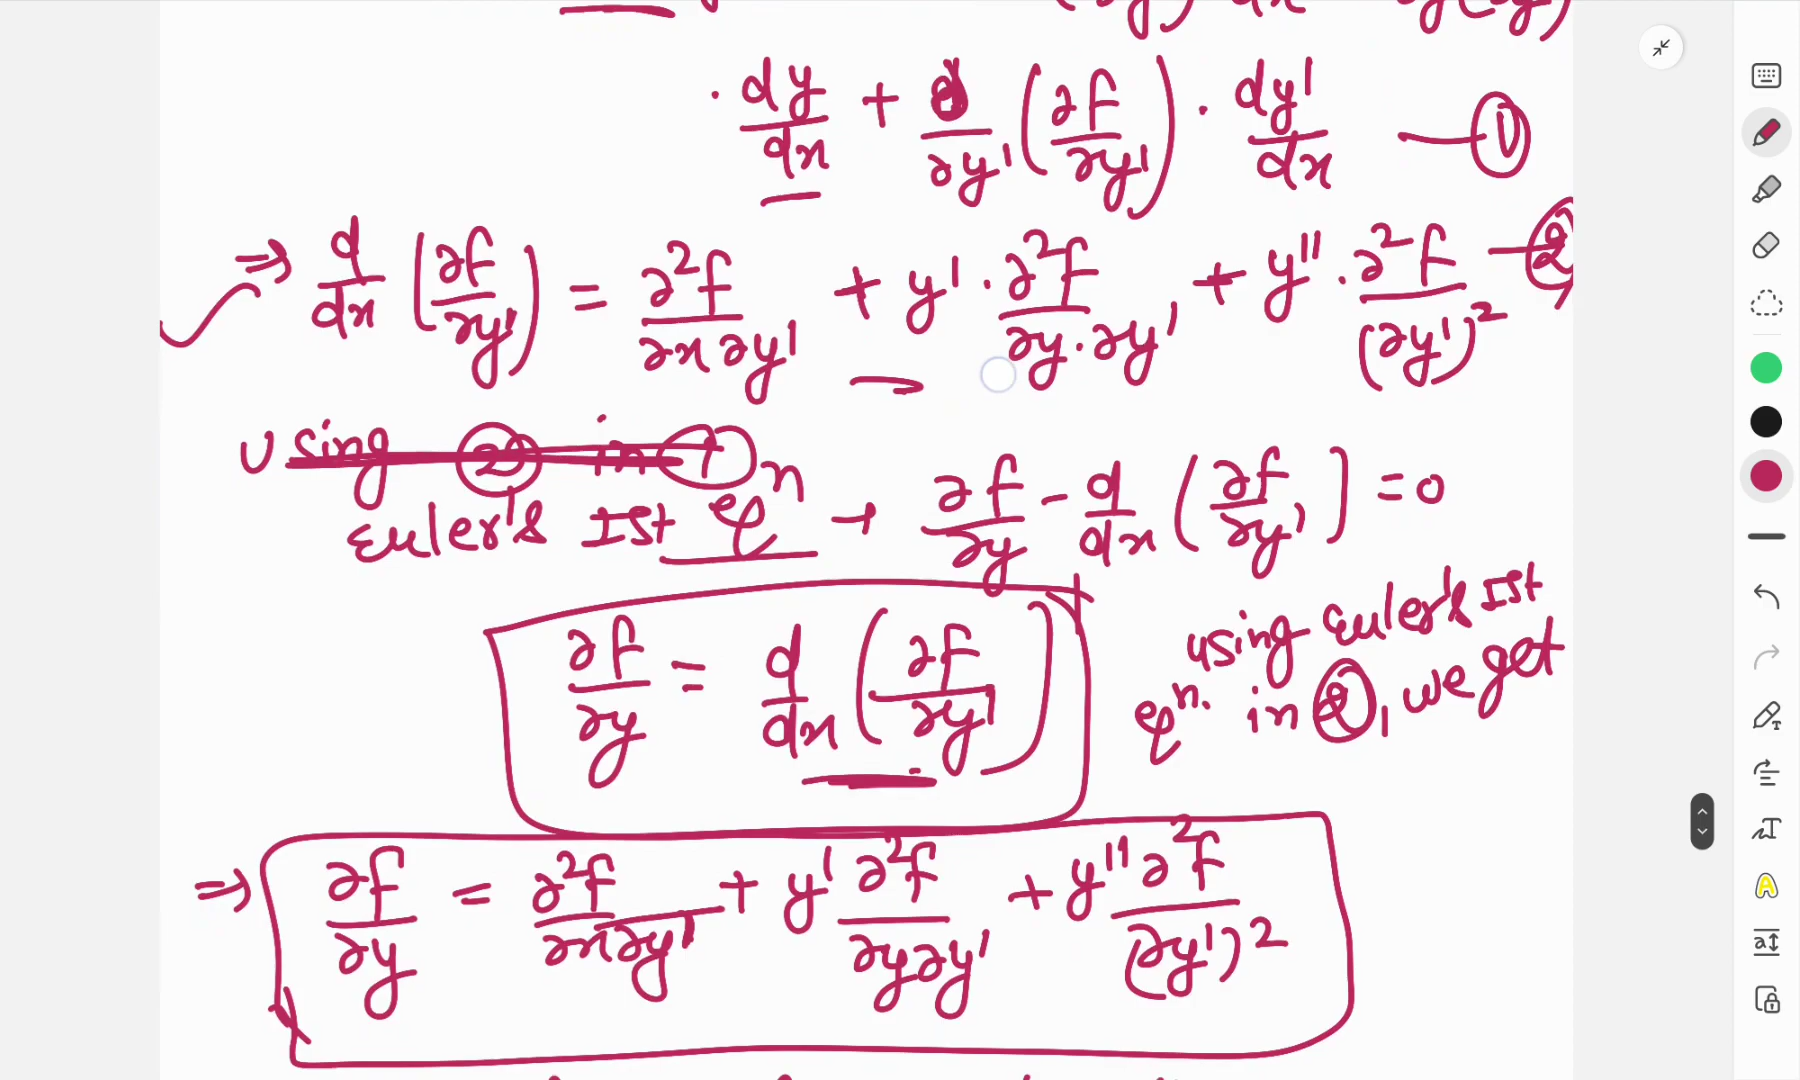 · dy/dx + ∂/∂y' (∂f/∂y') · dy'/dx — ①
⇒ d/dx (∂f/∂y') = ∂²f/∂x∂y' + y' · ∂²f/∂y·∂y' + y'' · ∂²f/(∂y')² — ②
Using ② in ①
Euler's Ist eqn → ∂f/∂y - d/dx (∂f/∂y') = 0
∂f/∂y = d/dx (∂f/∂y')
using Euler's Ist
eqn. in ②, we get
⇒ ∂f/∂y = ∂²f/∂x∂y' + y' ∂²f/∂y∂y' + y'' ∂²f/(∂y')²